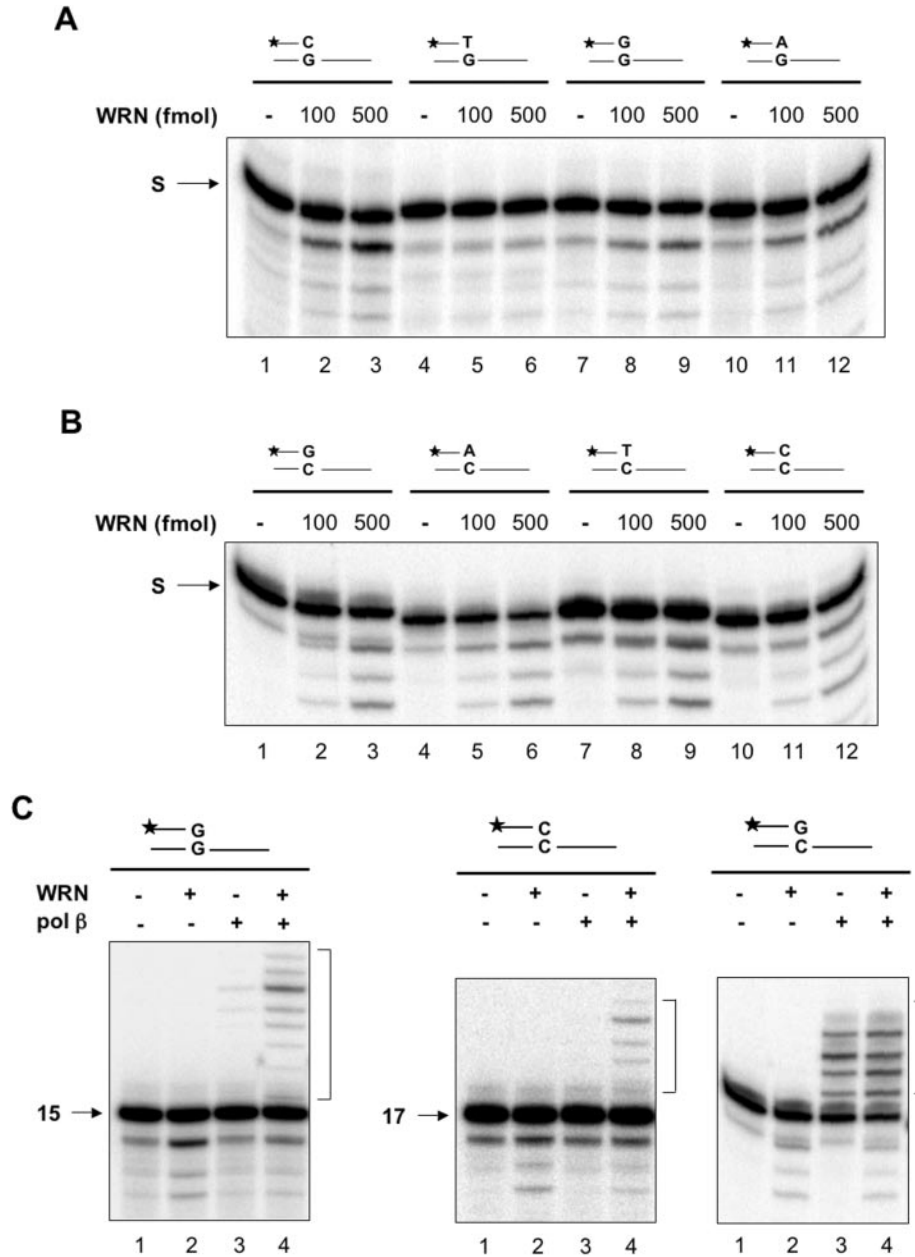 A
C T G A
G G G G
WRN (fmol) - 100 500 - 100 500 - 100 500 - 100 500
S
1 2 3 4 5 6 7 8 9 10 11 12
B
G A T C
C C C C
WRN (fmol) - 100 500 - 100 500 - 100 500 - 100 500
S
1 2 3 4 5 6 7 8 9 10 11 12
C
G C G
G C C
WRN - + - + - + - + - + - +
pol β - - + + - - + + - - + +
15 17
1 2 3 4 1 2 3 4 1 2 3 4